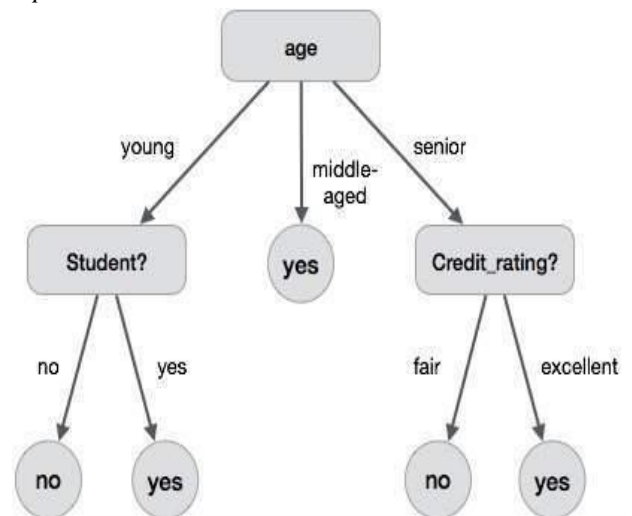 age
young
middle-
aged
senior
Student?
yes
Credit_rating?
no
yes
fair
excellent
no
yes
no
yes